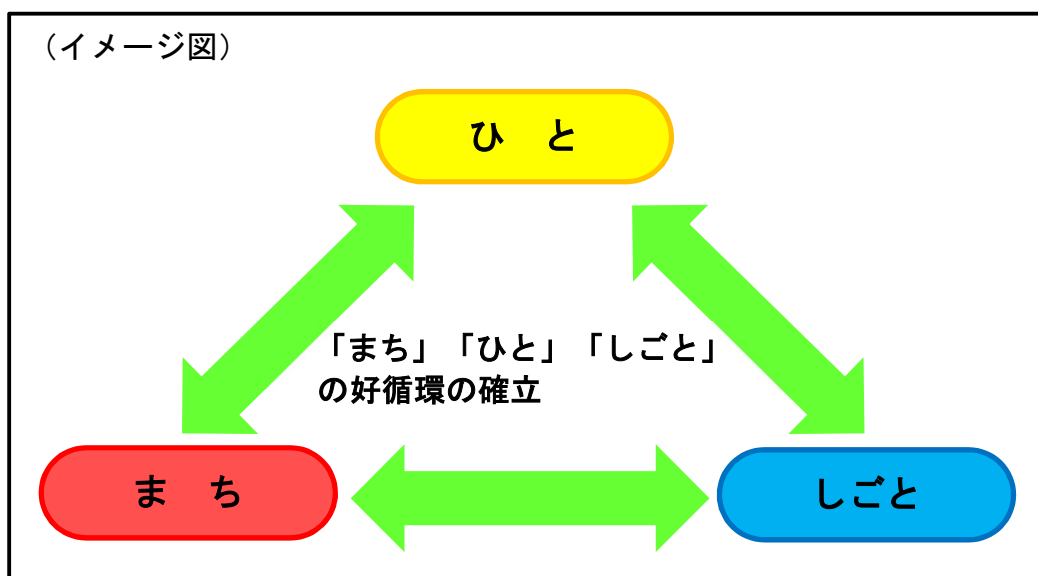 （イメージ図）
ひ　と
「まち」「ひと」「しごと」
の好循環の確立
ま　ち
しごと